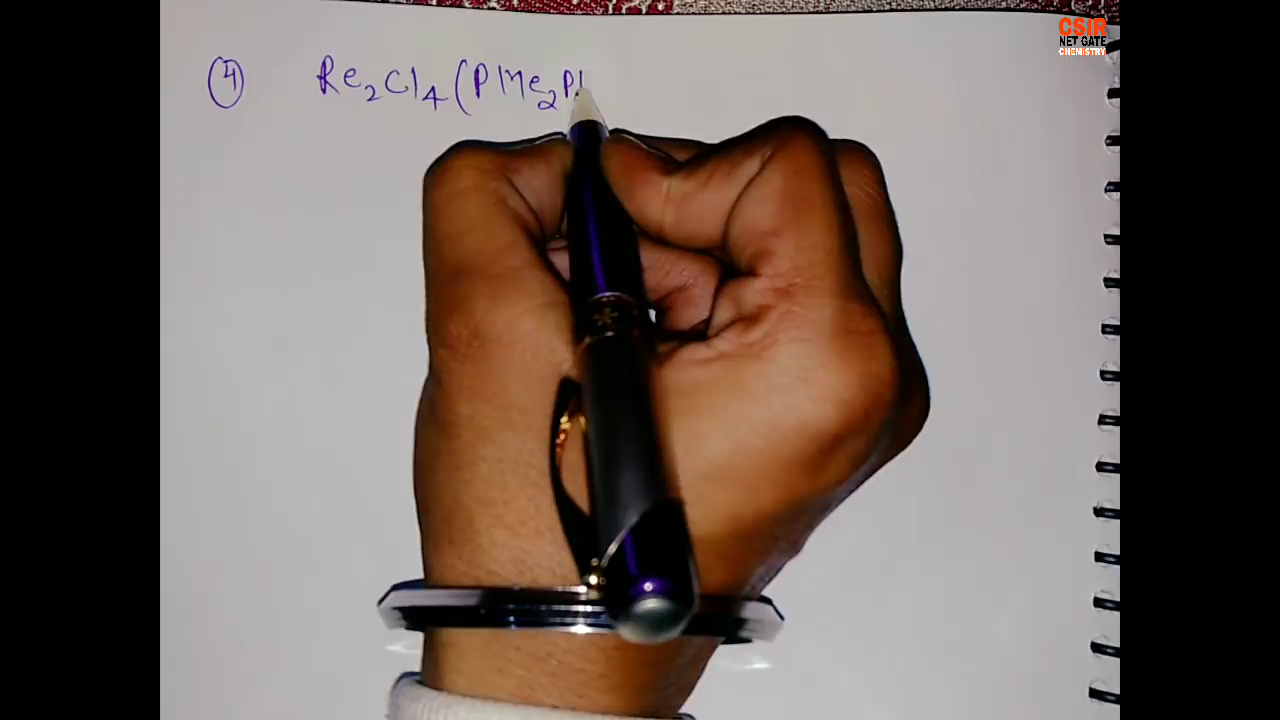 CSIR
NET GATE
CHEMISTRY
④ Re₂Cl₄(PMe₂P